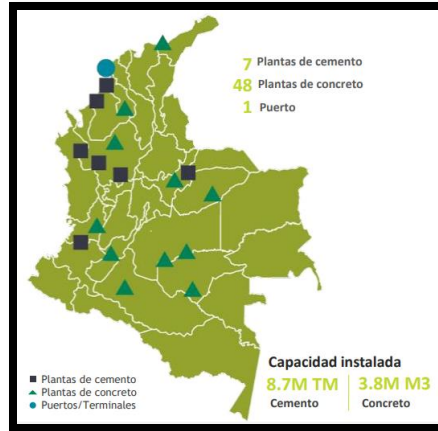 7 Plantas de cemento
48 Plantas de concreto
1 Puerto
Capacidad instalada
8.7M TM 3.8M M3
Cemento Concreto
Plantas de cemento
Plantas de concreto
Puertos/Terminales